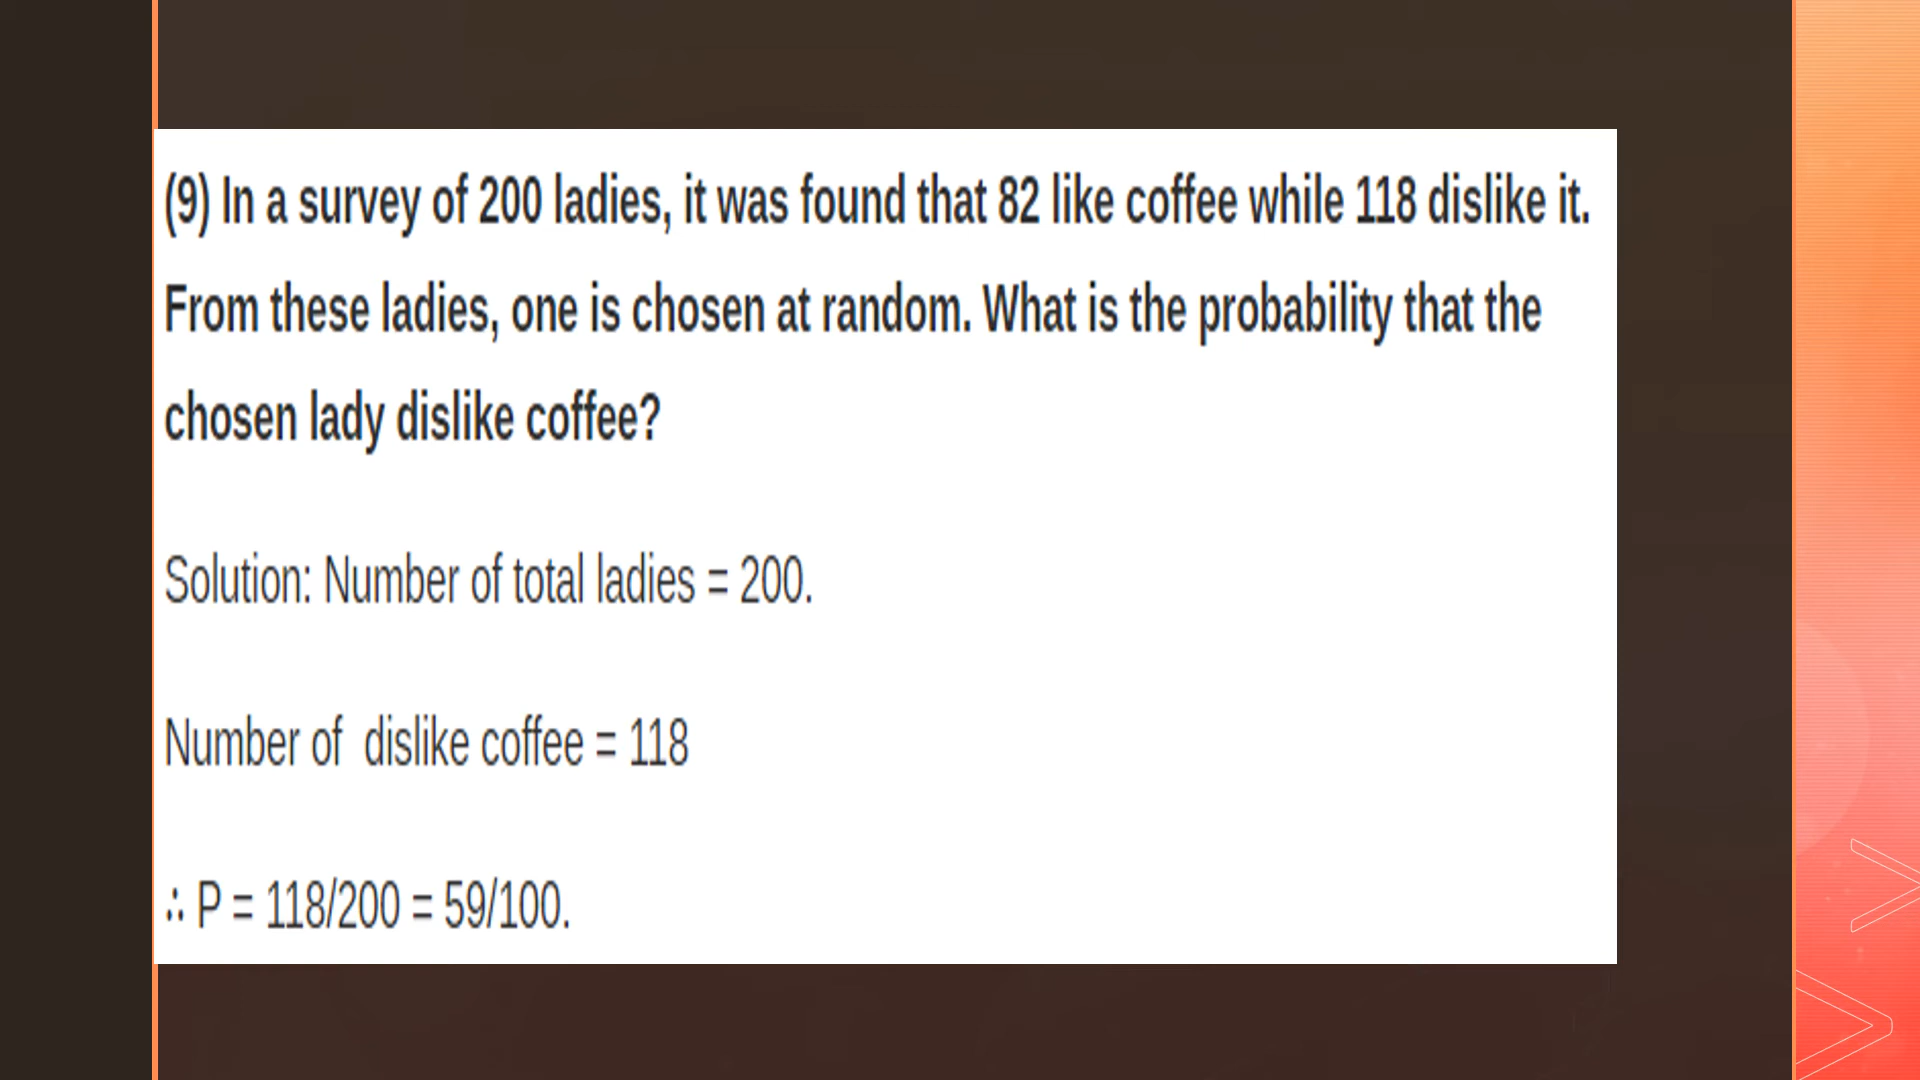 (9) In a survey of 200 ladies, it was found that 82 like coffee while 118 dislike it.
From these ladies, one is chosen at random. What is the probability that the
chosen lady dislike coffee?
Solution: Number of total ladies = 200.
Number of  dislike coffee = 118
∴ P = 118/200 = 59/100.